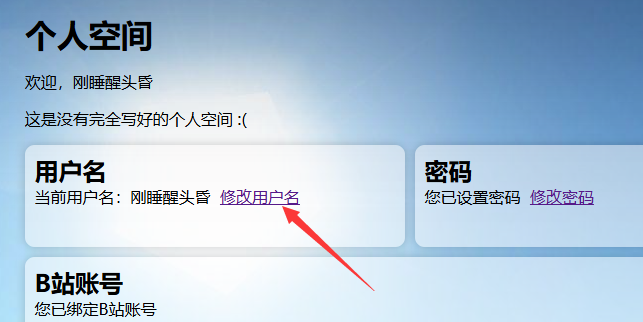 个人空间
欢迎，刚睡醒头昏
这是没有完全写好的个人空间 :(
用户名
当前用户名：刚睡醒头昏 修改用户名
密码
您已设置密码 修改密码
B站账号
您已绑定B站账号